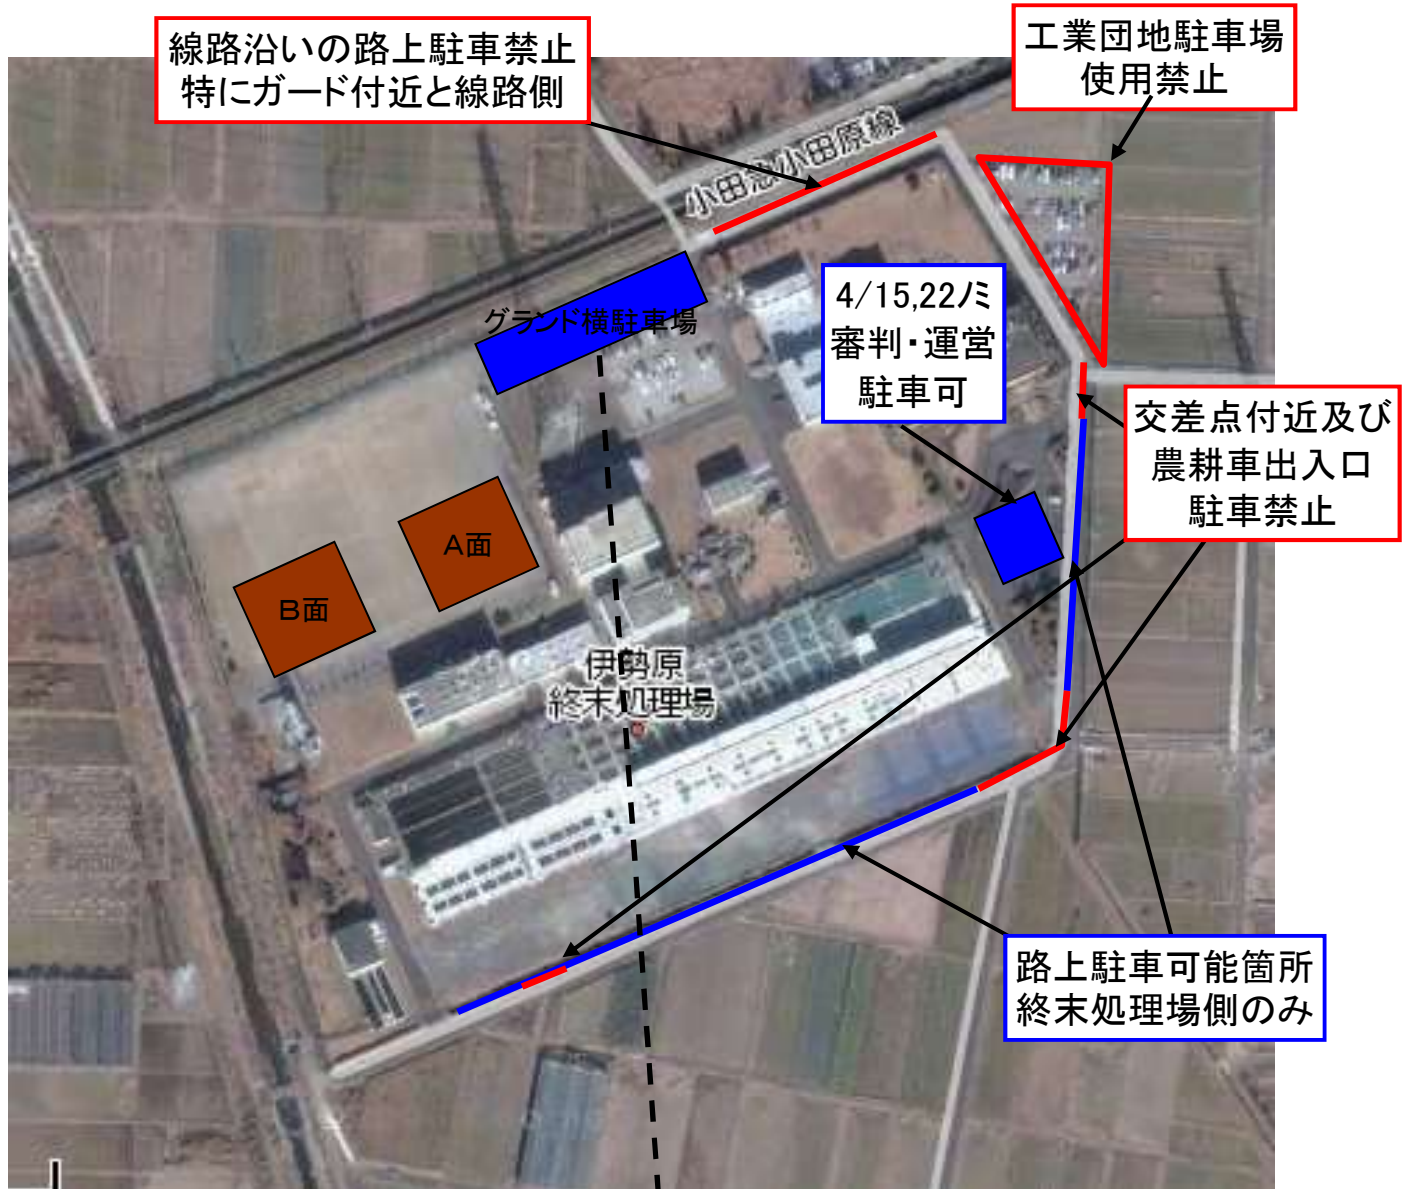 線路沿いの路上駐車禁止
特にガード付近と線路側
工業団地駐車場
使用禁止
小田急小田原線
4/15,22ﾉﾐ
審判・運営
駐車可
グランド横駐車場
交差点付近及び
農耕車出入口
駐車禁止
A面
B面
伊勢原
終末処理場
路上駐車可能箇所
終末処理場側のみ